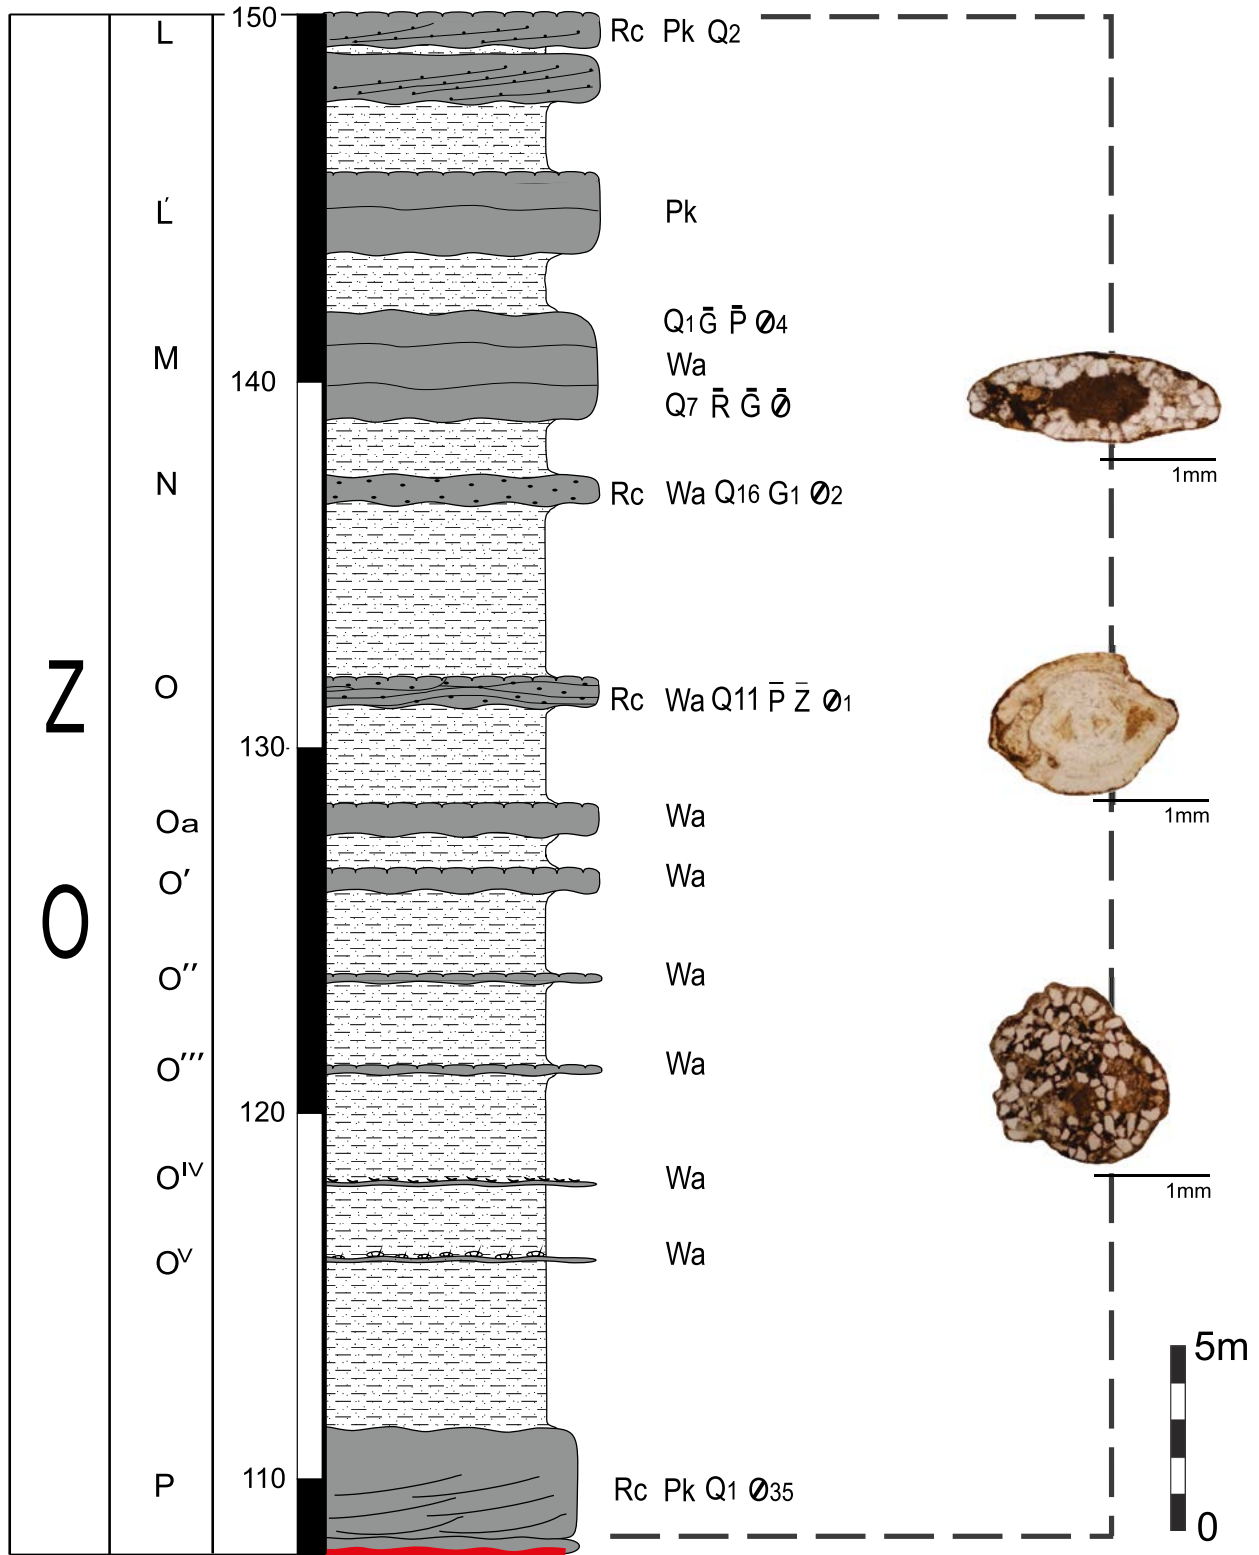 150
L
Rc Pk Q2
L'
Pk
Q1 Ḡ P̄ Ø4
M
Wa
140
Q7 R̄ Ḡ Ø̄
1mm
N
Rc Wa Q16 G1 Ø2
Z
O
Rc Wa Q11 P̄ Z̄ Ø1
130
1mm
Oa
Wa
O'
Wa
O
O''
Wa
O'''
Wa
120
O^IV
Wa
1mm
O^V
Wa
5m
110
P
Rc Pk Q1 Ø35
0